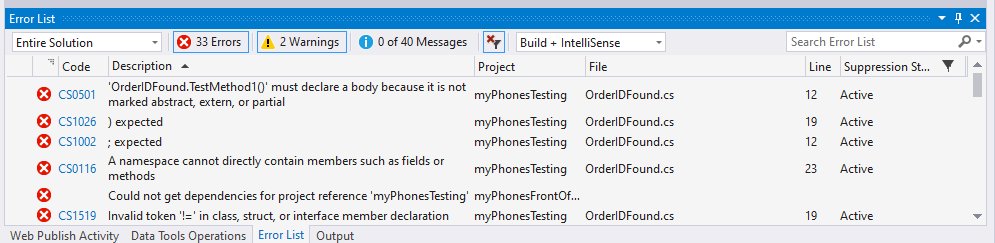 Error List
Entire Solution
33 Errors
2 Warnings
0 of 40 Messages
Build + IntelliSense
Search Error List
Code Description Project File Line Suppression St...
CS0501 'OrderIDFound.TestMethod1()' must declare a body because it is not marked abstract, extern, or partial myPhonesTesting OrderIDFound.cs 12 Active
CS1026 ) expected myPhonesTesting OrderIDFound.cs 19 Active
CS1002 ; expected myPhonesTesting OrderIDFound.cs 12 Active
CS0116 A namespace cannot directly contain members such as fields or methods myPhonesTesting OrderIDFound.cs 23 Active
Could not get dependencies for project reference 'myPhonesTesting' myPhonesFrontOf...
CS1519 Invalid token '!=' in class, struct, or interface member declaration myPhonesTesting OrderIDFound.cs 19 Active
Web Publish Activity Data Tools Operations Error List Output